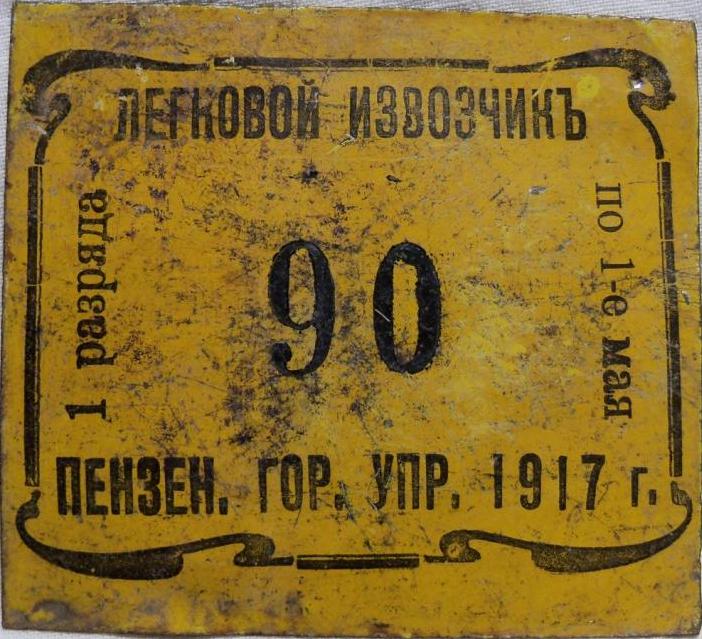 ЛЕГКОВОЙ ИЗВОЗЧИКЪ
1 разряда
90
по 1-е мая
ПЕНЗЕН. ГОР. УПР. 1917 г.